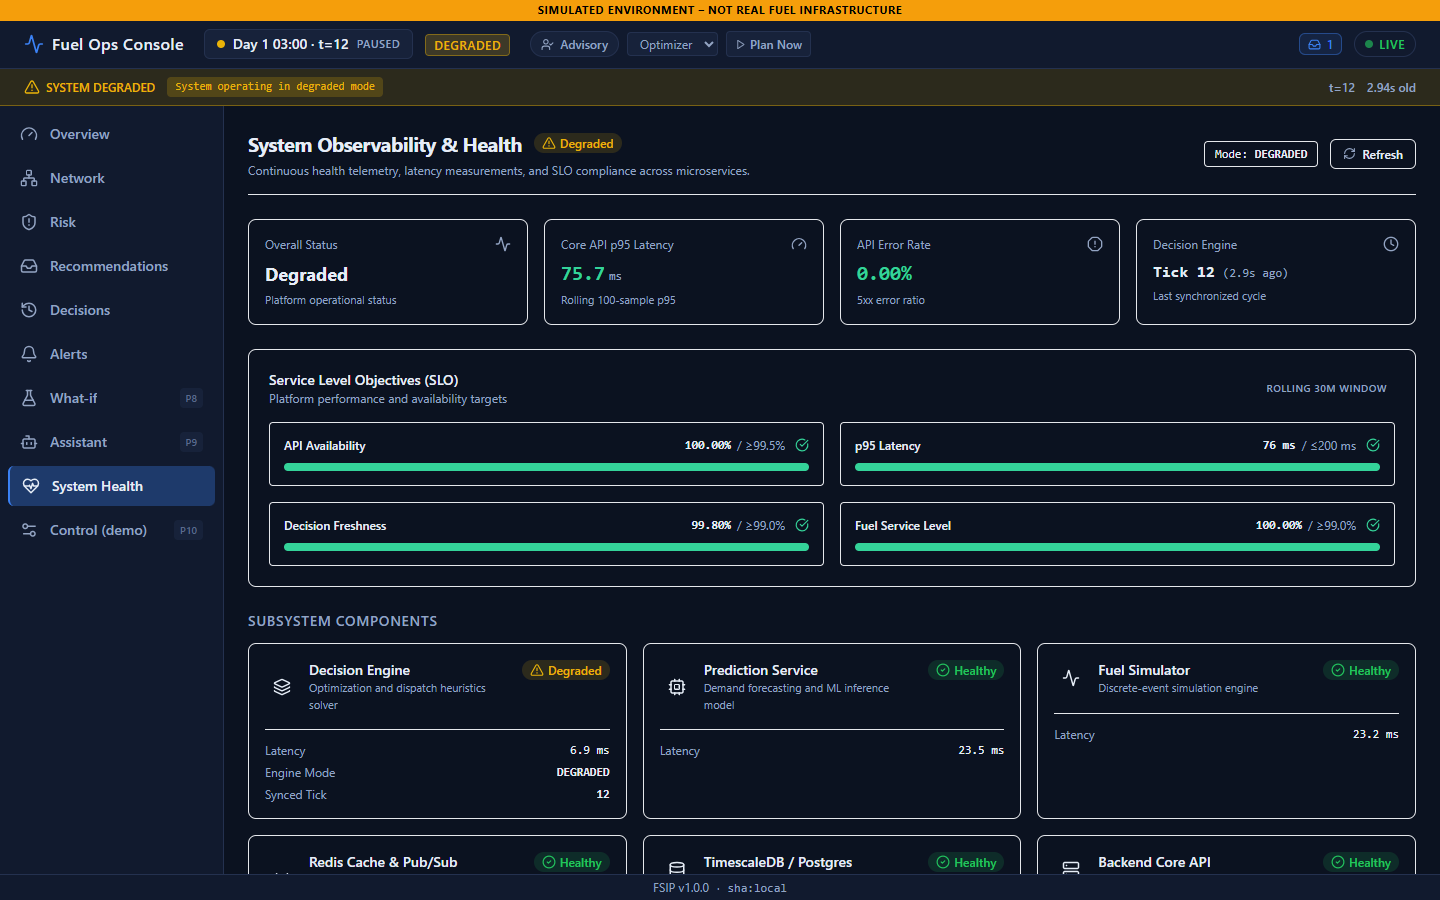 SIMULATED ENVIRONMENT – NOT REAL FUEL INFRASTRUCTURE
Fuel Ops Console
Day 1 03:00 · t=12 PAUSED
DEGRADED
Advisory
Optimizer
Plan Now
1
LIVE
SYSTEM DEGRADED
System operating in degraded mode
t=12 2.94s old
Overview
Network
Risk
Recommendations
Decisions
Alerts
What-if P8
Assistant P9
System Health
Control (demo) P10
System Observability & Health
Degraded
Continuous health telemetry, latency measurements, and SLO compliance across microservices.
Mode: DEGRADED
Refresh
Overall Status
Degraded
Platform operational status
Core API p95 Latency
75.7 ms
Rolling 100-sample p95
API Error Rate
0.00%
5xx error ratio
Decision Engine
Tick 12 (2.9s ago)
Last synchronized cycle
Service Level Objectives (SLO)
Platform performance and availability targets
ROLLING 30M WINDOW
API Availability 100.00% / ≥99.5%
p95 Latency 76 ms / ≤200 ms
Decision Freshness 99.80% / ≥99.0%
Fuel Service Level 100.00% / ≥99.0%
SUBSYSTEM COMPONENTS
Decision Engine
Degraded
Optimization and dispatch heuristics
solver
Latency 6.9 ms
Engine Mode DEGRADED
Synced Tick 12
Prediction Service
Healthy
Demand forecasting and ML inference
model
Latency 23.5 ms
Fuel Simulator
Healthy
Discrete-event simulation engine
Latency 23.2 ms
Redis Cache & Pub/Sub
Healthy
TimescaleDB / Postgres
Healthy
Backend Core API
Healthy
FSIP v1.0.0 · sha:local